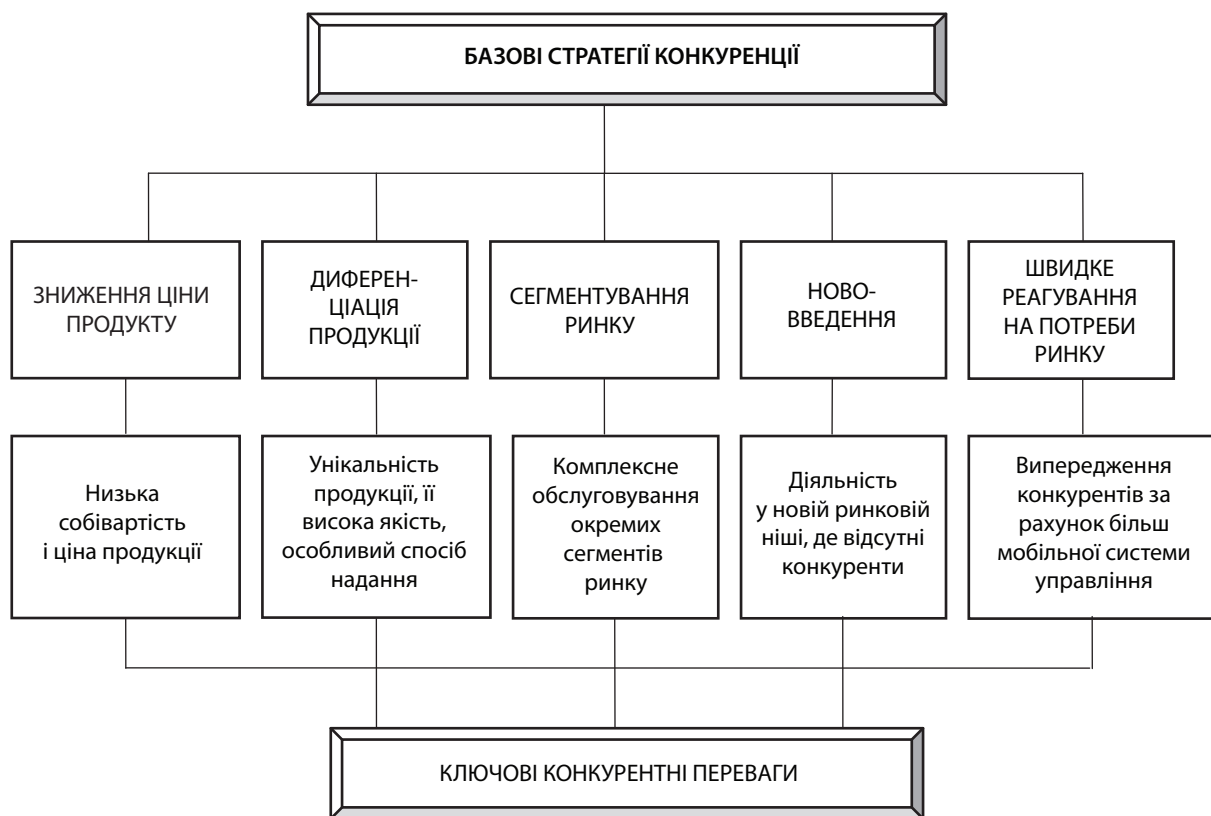 БАЗОВІ СТРАТЕГІЇ КОНКУРЕНЦІЇ
ЗНИЖЕННЯ ЦІНИ
ПРОДУКТУ
ДИФЕРЕН-
ЦІАЦІЯ
ПРОДУКЦІЇ
СЕГМЕНТУВАННЯ
РИНКУ
НОВО-
ВВЕДЕННЯ
ШВИДКЕ
РЕАГУВАННЯ
НА ПОТРЕБИ
РИНКУ
Низька
собівартість
і ціна продукції
Унікальність
продукції, її
висока якість,
особливий спосіб
надання
Комплексне
обслуговування
окремих
сегментів
ринку
Діяльність
у новій ринковій
ніші, де відсутні
конкуренти
Випередження
конкурентів за
рахунок більш
мобільної системи
управління
КЛЮЧОВІ КОНКУРЕНТНІ ПЕРЕВАГИ